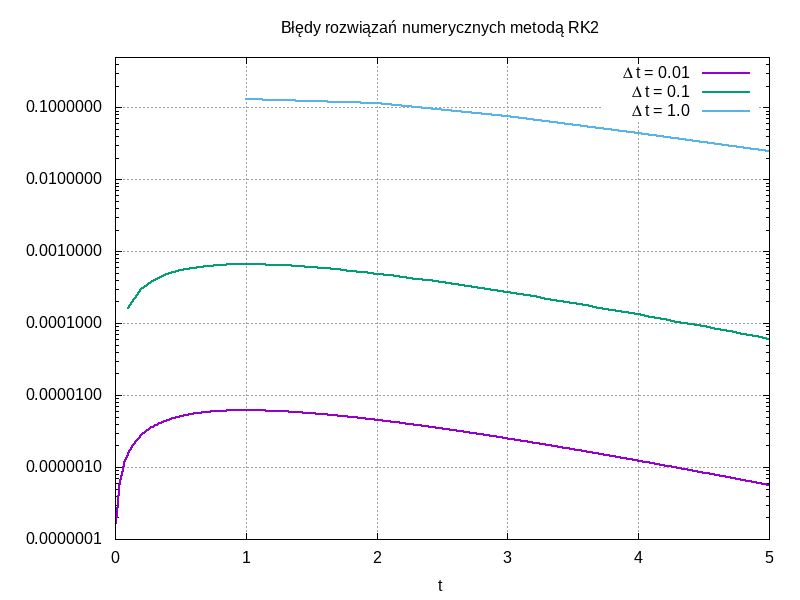 Błędy rozwiązań numerycznych metodą RK2
Δ t = 0.01
Δ t = 0.1
Δ t = 1.0
0.1000000
0.0100000
0.0010000
0.0001000
0.0000100
0.0000010
0.0000001
0 1 2 3 4 5
t